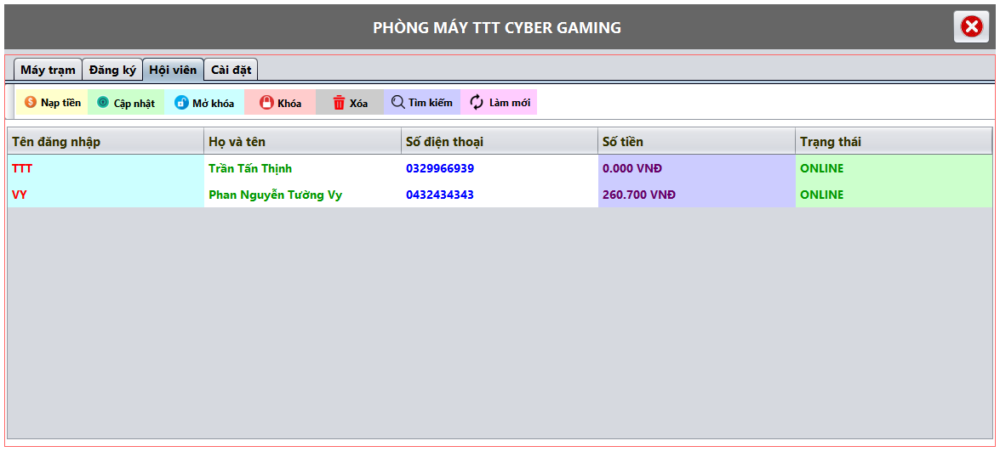 PHÒNG MÁY TTT CYBER GAMING
Máy trạm Đăng ký Hội viên Cài đặt
Nạp tiền Cập nhật Mở khóa Khóa Xóa Tìm kiếm Làm mới
Tên đăng nhập Họ và tên Số điện thoại Số tiền Trạng thái
TTT Trần Tấn Thịnh 0329966939 0.000 VNĐ ONLINE
VY Phan Nguyễn Tường Vy 0432434343 260.700 VNĐ ONLINE